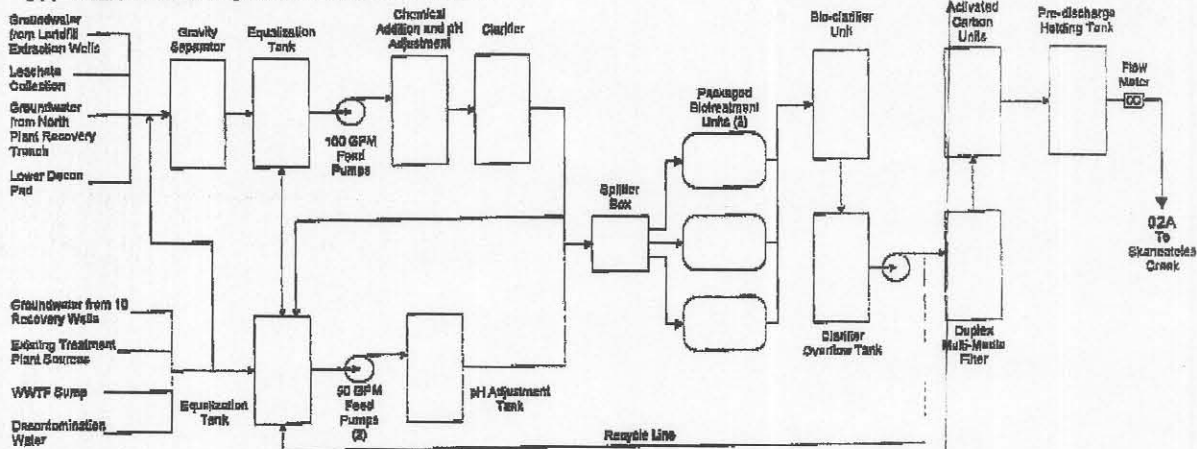 Groundwater
from Landfill
Extraction Wells
Leachate
Collection
Groundwater
from North
Plant Recovery
Trench
Lower Decon
Pad
Gravity
Separator
Equalization
Tank
100 GPM
Feed
Pumps
Chemical
Addition and pH
Adjustment
Clarifier
Groundwater from 10
Recovery Wells
Existing Treatment
Plant Sources
WWTF Sump
Decontamination
Water
Equalization
Tank
50 GPM
Feed
Pumps
(2)
pH Adjustment
Tank
Splitter
Box
Packaged
Biotreatment
Units (3)
Bio-clarifier
Unit
Clarifier
Overflow Tank
Activated
Carbon
Units
Duplex
Multi-Media
Filter
Pre-discharge
Holding Tank
Flow
Meter
02A
To
Skaneateles
Creek
Recycle Line